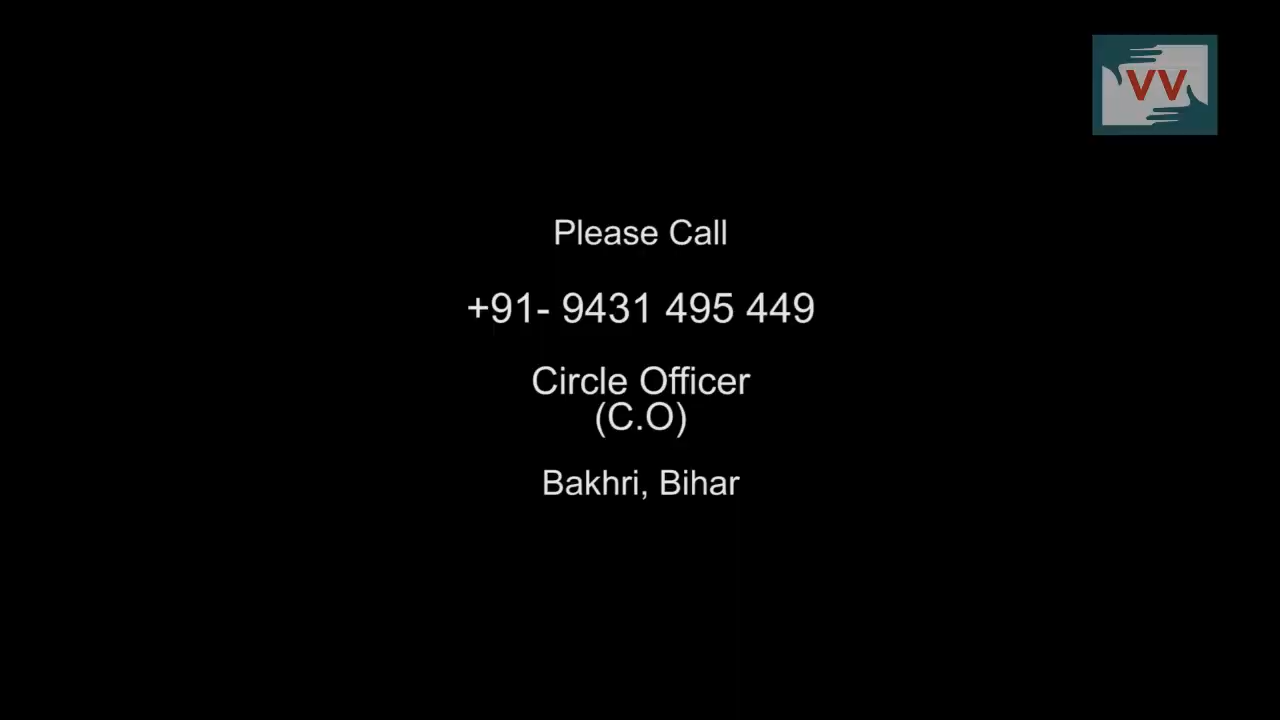 VV
Please Call
+91- 9431 495 449
Circle Officer
(C.O)
Bakhri, Bihar